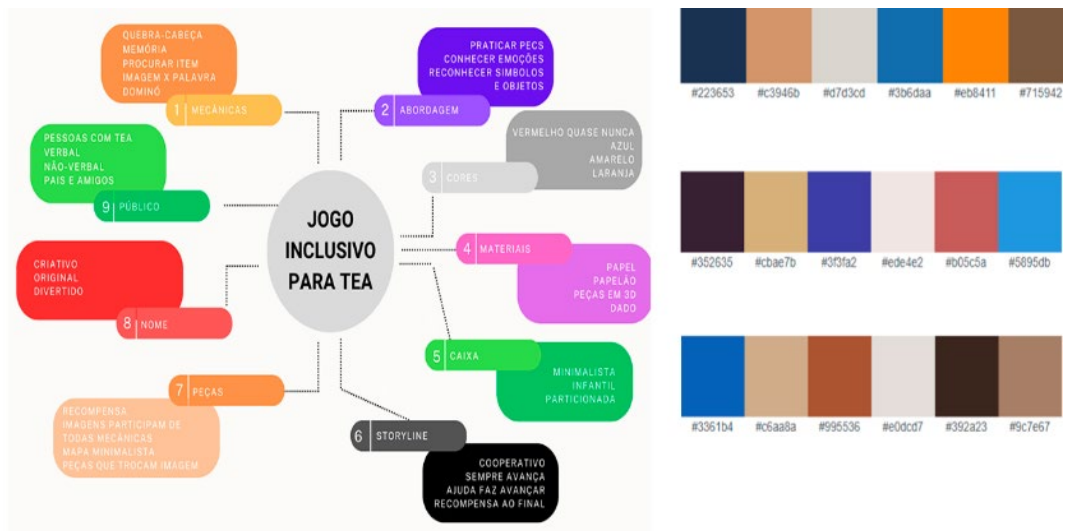 JOGO
INCLUSIVO
PARA TEA
QUEBRA-CABEÇA
MEMÓRIA
PROCURAR ITEM
IMAGEM X PALAVRA
DOMINÓ
1 MECÂNICAS
PRATICAR PECS
CONHECER EMOÇÕES
RECONHECER SIMBOLOS
E OBJETOS
2 ABORDAGEM
VERMELHO QUASE NUNCA
AZUL
AMARELO
LARANJA
3 CORES
4 MATERIAIS
PAPEL
PAPELÃO
PEÇAS EM 3D
DADO
5 CAIXA
MINIMALISTA
INFANTIL
PARTICIONADA
6 STORYLINE
COOPERATIVO
SEMPRE AVANÇA
AJUDA FAZ AVANÇAR
RECOMPENSA AO FINAL
7 PEÇAS
RECOMPENSA
IMAGENS PARTICIPAM DE
TODAS MECÂNICAS
MAPA MINIMALISTA
PEÇAS QUE TROCAM IMAGEM
CRIATIVO
ORIGINAL
DIVERTIDO
8 NOME
PESSOAS COM TEA
VERBAL
NÃO-VERBAL
PAIS E AMIGOS
9 PÚBLICO
#223653 #c3946b #d7d3cd #3b6daa #eb8411 #715942
#352635 #cbae7b #3f3fa2 #ede4e2 #b05c5a #5895db
#3361b4 #c6aa8a #995536 #e0dcd7 #392a23 #9c7e67